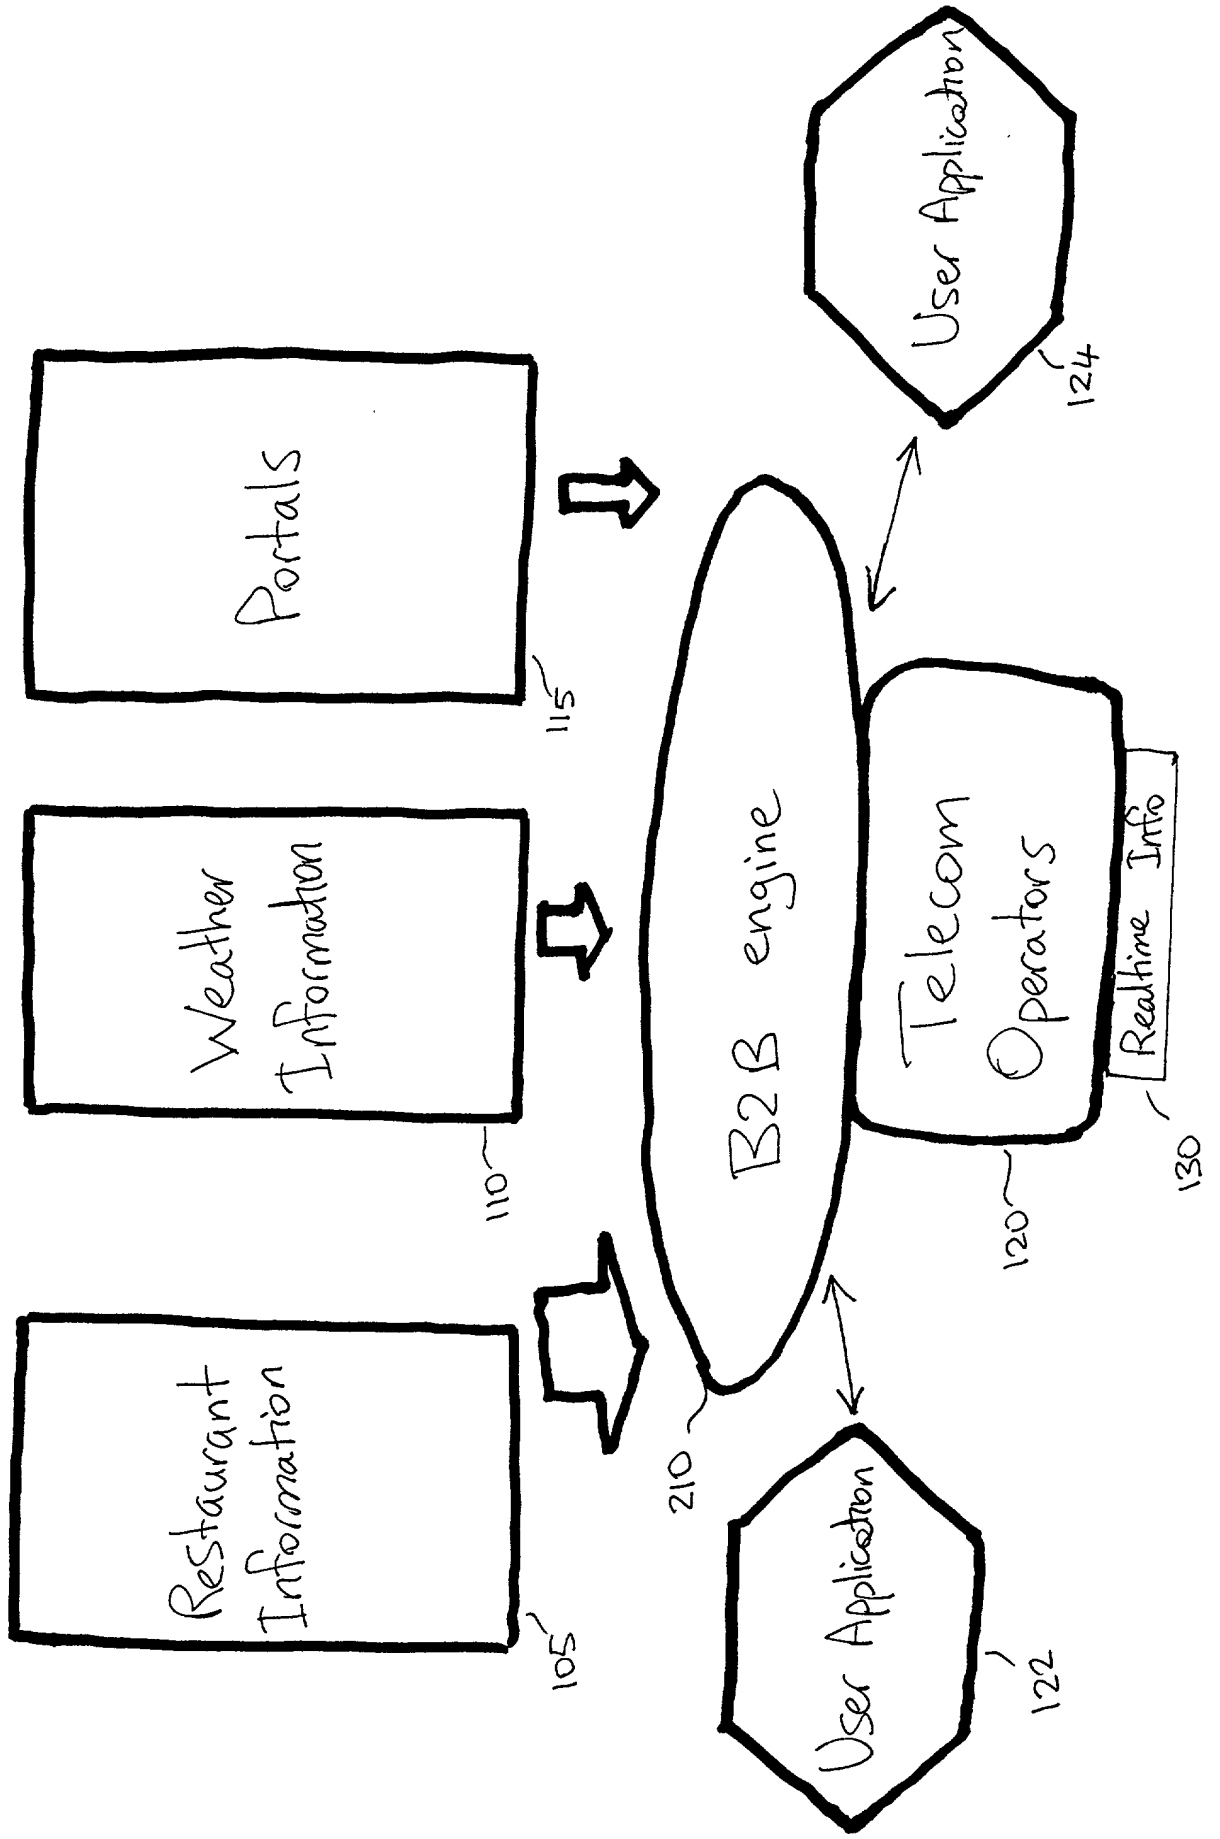 Restaurant
Information
105
Weather
Information
110
Portals
115
B2B engine
210
User Application
122
Telecom
Operators
120
Realtime Info
130
User Application
124